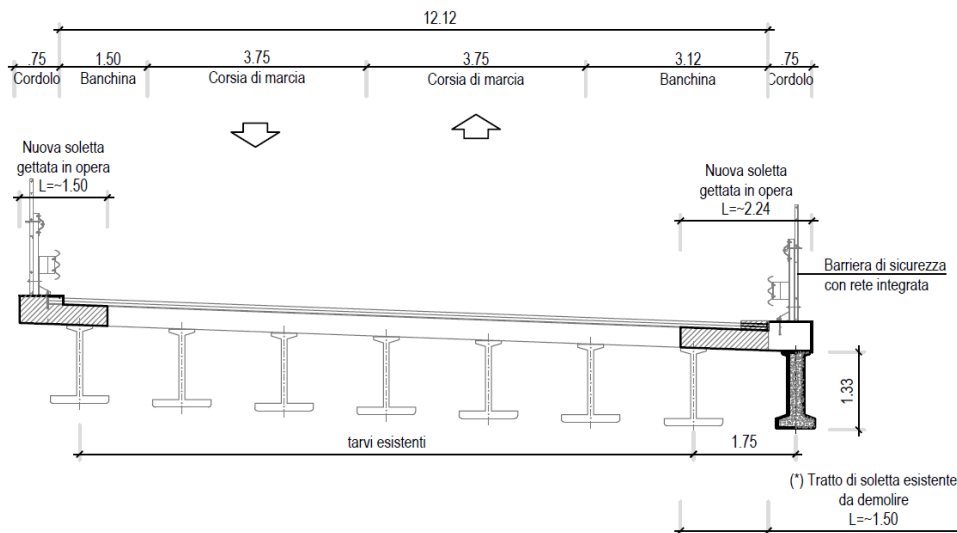 12.12
.75
1.50
3.75
3.75
3.12
.75
Cordolo
Banchina
Corsia di marcia
Corsia di marcia
Banchina
Cordolo
Nuova soletta
gettata in opera
L=~1.50
Nuova soletta
gettata in opera
L=~2.24
Barriera di sicurezza
con rete integrata
1.33
tarvi esistenti
1.75
(*) Tratto di soletta esistente
da demolire
L=~1.50